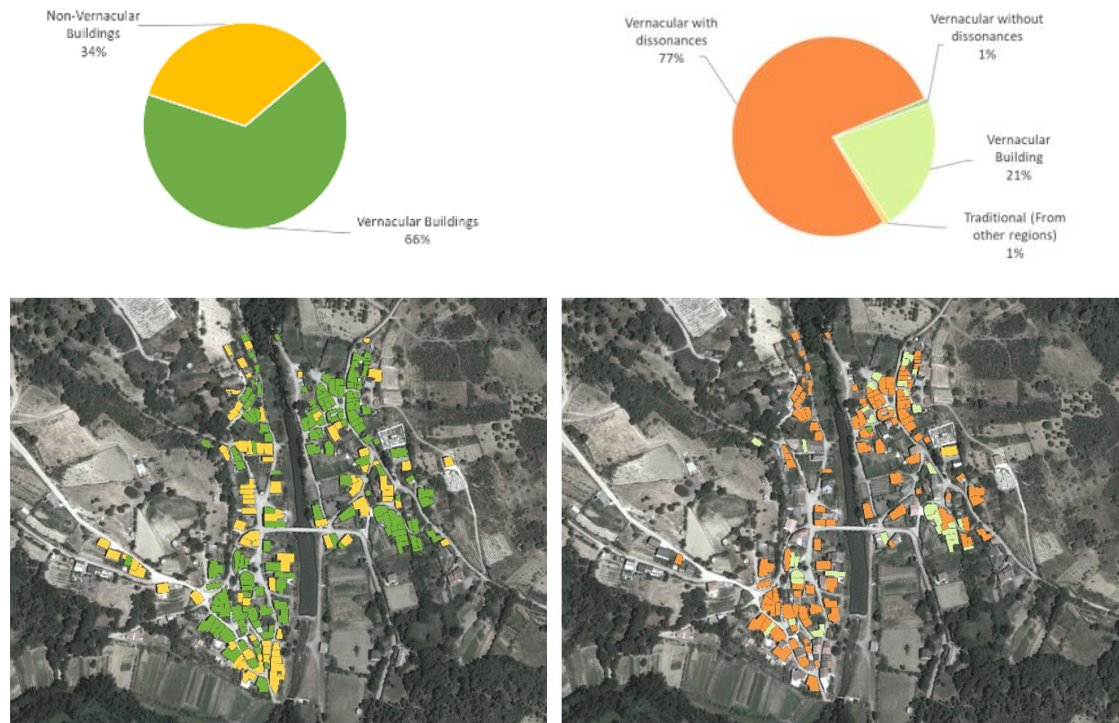 Non-Vernacular
Buildings
34%
Vernacular Buildings
66%
Vernacular with
dissonances
77%
Vernacular without
dissonances
1%
Vernacular
Building
21%
Traditional (From
other regions)
1%